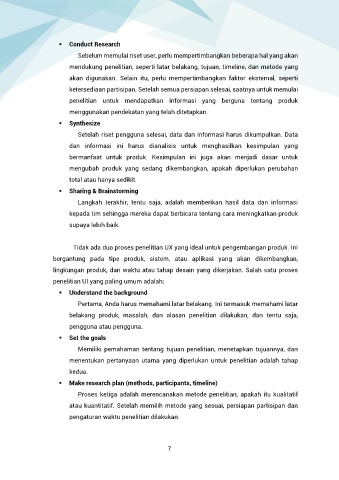 ▪ Conduct Research
Sebelum memulai riset user, perlu mempertimbangkan beberapa hal yang akan
mendukung penelitian, seperti latar belakang, tujuan, timeline, dan metode yang
akan digunakan. Selain itu, perlu mempertimbangkan faktor eksternal, seperti
ketersediaan partisipan. Setelah semua persiapan selesai, saatnya untuk memulai
penelitian untuk mendapatkan informasi yang berguna tentang produk
menggunakan pendekatan yang telah ditetapkan.
▪ Synthesize
Setelah riset pengguna selesai, data dan informasi harus dikumpulkan. Data
dan informasi ini harus dianalisis untuk menghasilkan kesimpulan yang
bermanfaat untuk produk. Kesimpulan ini juga akan menjadi dasar untuk
mengubah produk yang sedang dikembangkan, apakah diperlukan perubahan
total atau hanya sedikit.
▪ Sharing & Brainstorming
Langkah terakhir, tentu saja, adalah memberikan hasil data dan informasi
kepada tim sehingga mereka dapat berbicara tentang cara meningkatkan produk
supaya lebih baik.
Tidak ada dua proses penelitian UX yang ideal untuk pengembangan produk. Ini
bergantung pada tipe produk, sistem, atau aplikasi yang akan dikembangkan,
lingkungan produk, dan waktu atau tahap desain yang dikerjakan. Salah satu proses
penelitian UI yang paling umum adalah:
▪ Understand the background
Pertama, Anda harus memahami latar belakang. Ini termasuk memahami latar
belakang produk, masalah, dan alasan penelitian dilakukan, dan tentu saja,
pengguna atau pengguna.
▪ Set the goals
Memiliki pemahaman tentang tujuan penelitian, menetapkan tujuannya, dan
menentukan pertanyaan utama yang diperlukan untuk penelitian adalah tahap
kedua.
▪ Make research plan (methods, participants, timeline)
Proses ketiga adalah merencanakan metode penelitian, apakah itu kualitatif
atau kuantitatif. Setelah memilih metode yang sesuai, persiapan partisipan dan
pengaturan waktu penelitian dilakukan.
7